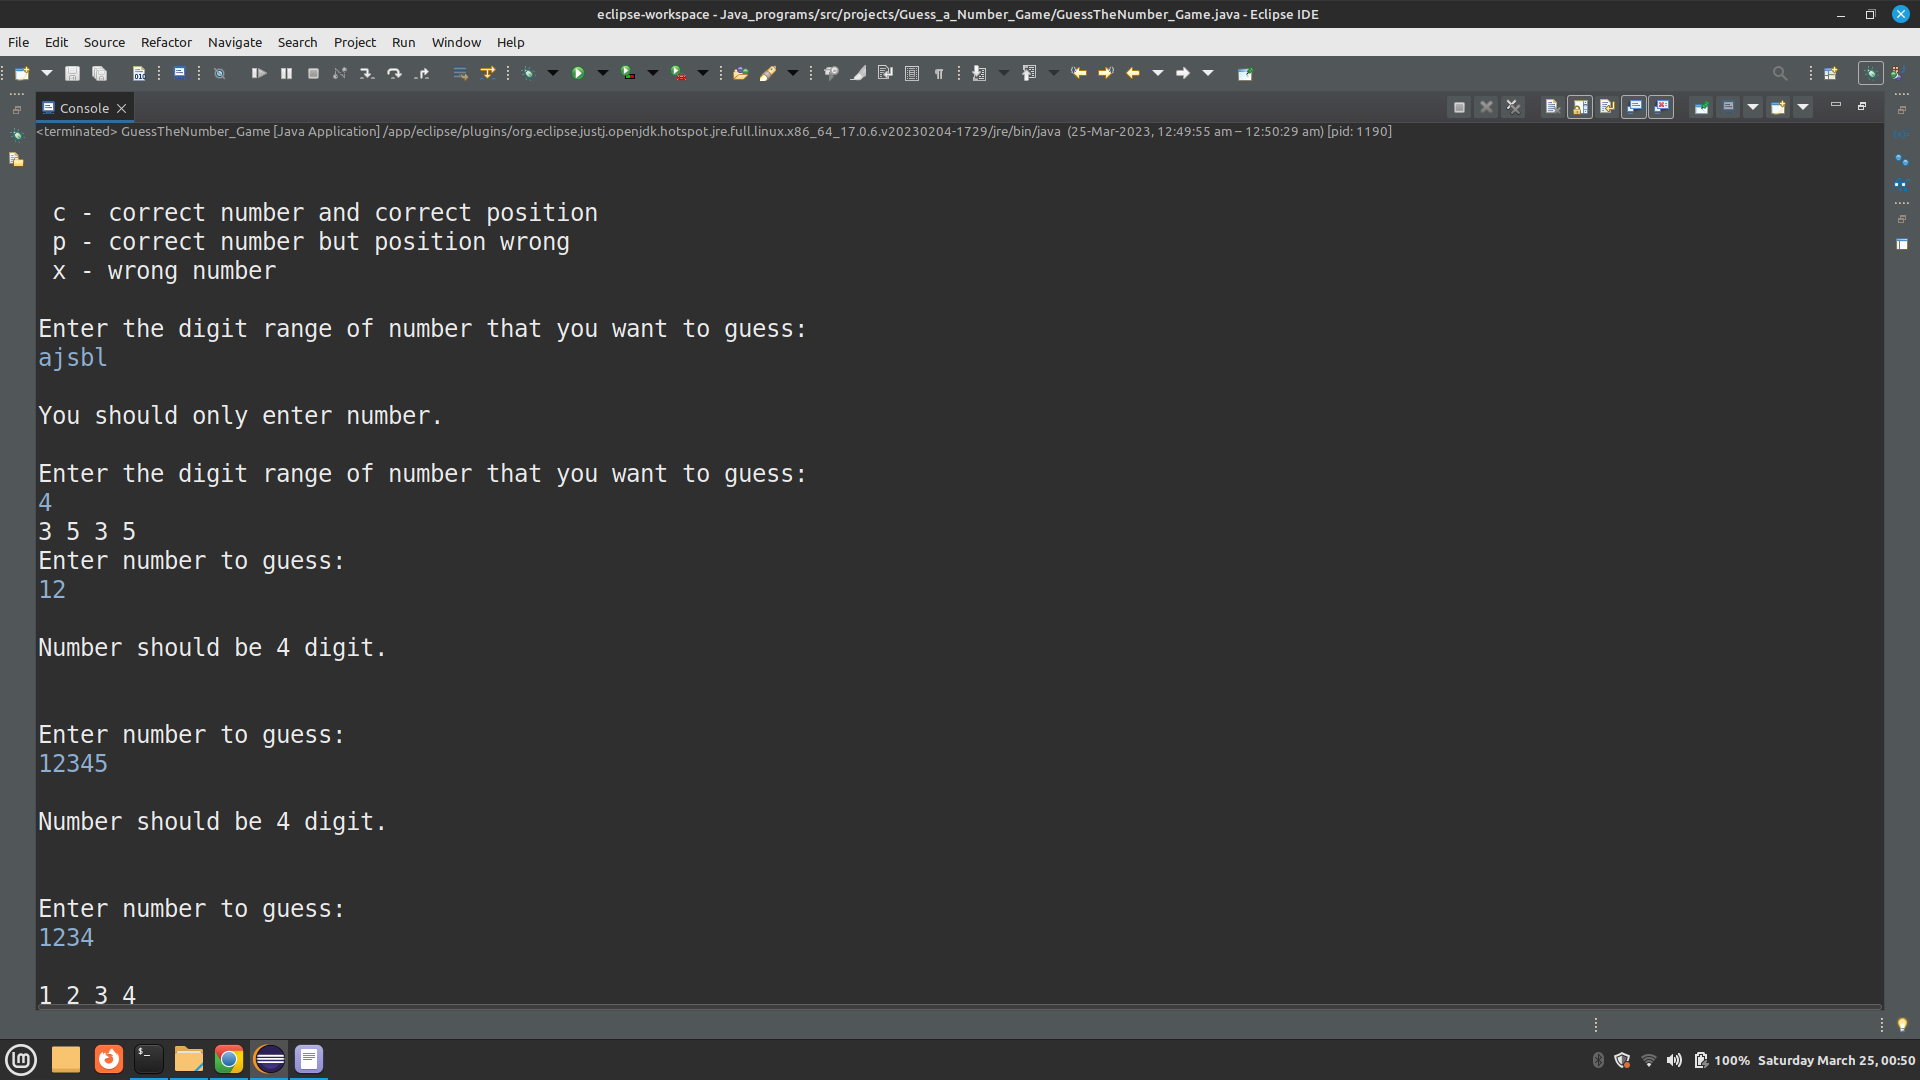 eclipse-workspace - Java_programs/src/projects/Guess_a_Number_Game/GuessTheNumber_Game.java - Eclipse IDE
File Edit Source Refactor Navigate Search Project Run Window Help
Console
<terminated> GuessTheNumber_Game [Java Application] /app/eclipse/plugins/org.eclipse.justj.openjdk.hotspot.jre.full.linux.x86_64_17.0.6.v20230204-1729/jre/bin/java (25-Mar-2023, 12:49:55 am – 12:50:29 am) [pid: 1190]
c - correct number and correct position
p - correct number but position wrong
x - wrong number
Enter the digit range of number that you want to guess:
ajsbl
You should only enter number.
Enter the digit range of number that you want to guess:
4
3 5 3 5
Enter number to guess:
12
Number should be 4 digit.
Enter number to guess:
12345
Number should be 4 digit.
Enter number to guess:
1234
1 2 3 4
100% Saturday March 25, 00:50